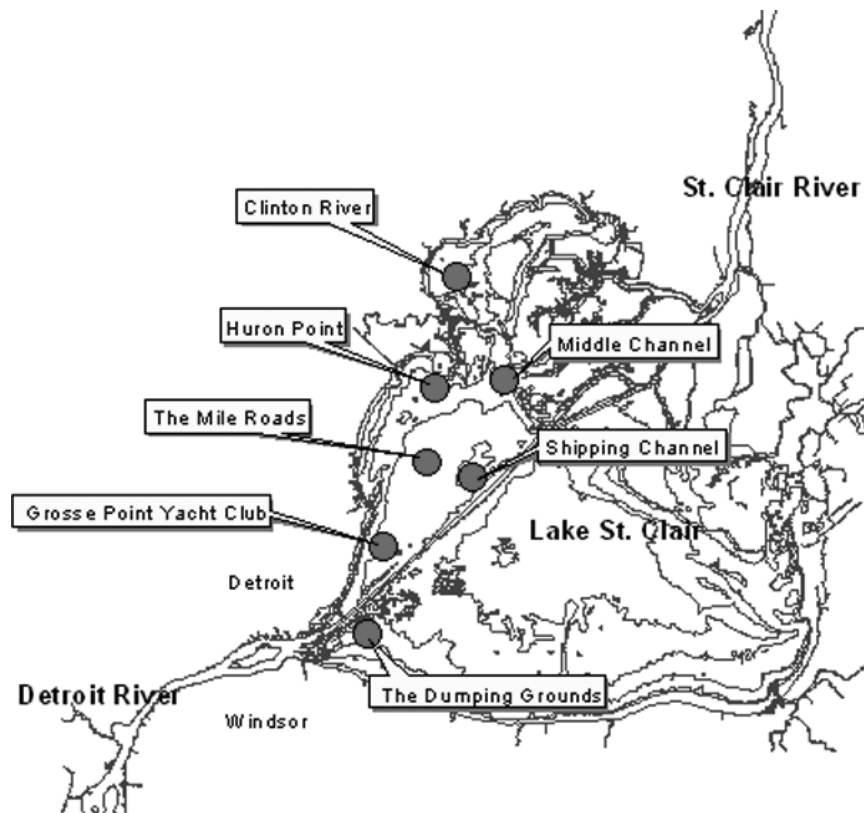 St. Clair River
Clinton River
Huron Point
Middle Channel
The Mile Roads
Shipping Channel
Grosse Point Yacht Club
Lake St. Clair
Detroit
Detroit River
The Dumping Grounds
Windsor